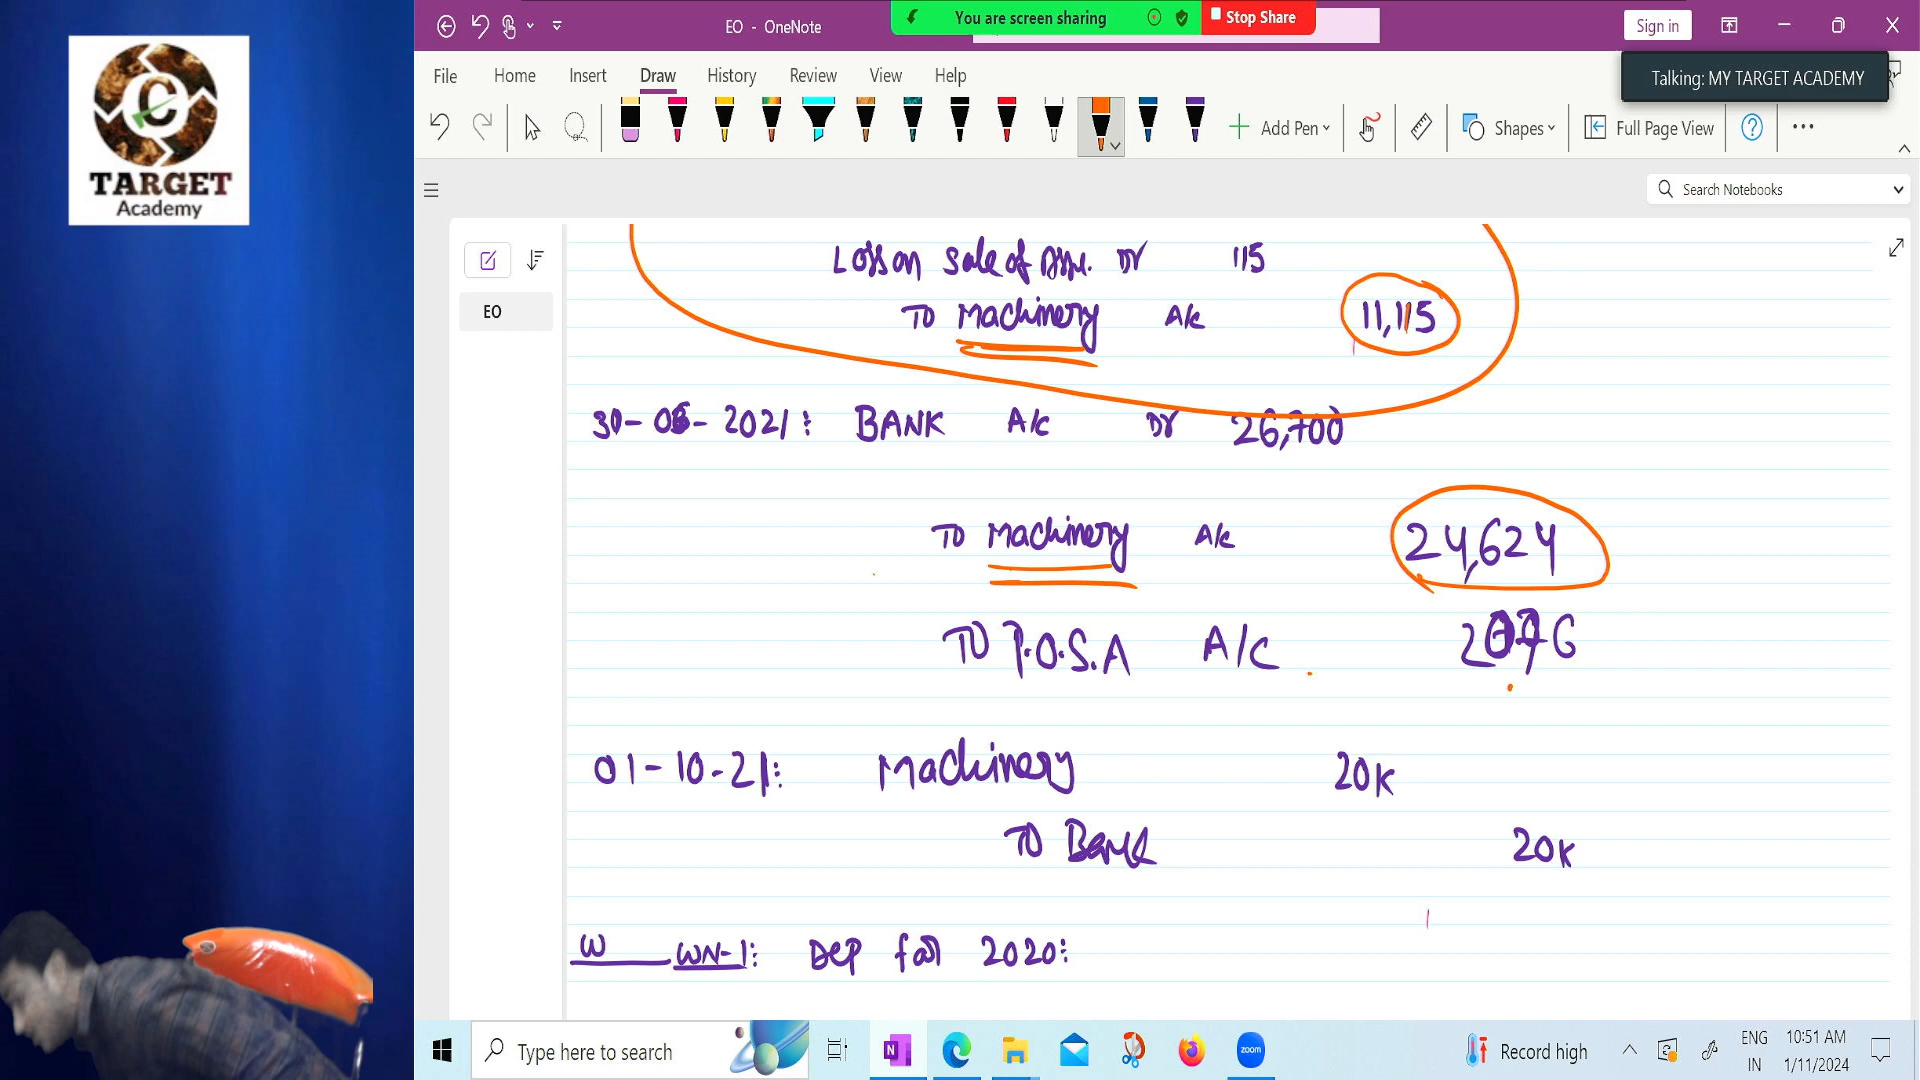 TARGET
Academy
EO - OneNote
You are screen sharing
Stop Share
Sign in
Talking: MY TARGET ACADEMY
File Home Insert Draw History Review View Help
Add Pen Shapes Full Page View
Search Notebooks
EO
Loss on Sale of Dr 115
To Machinery A/c 11,115
30-06-2021: BANK A/c Dr 26,700
To Machinery A/c 24,624
To P.O.S.A A/c 2076
01-10-21: Machinery 20K
To Bank 20K
W WN-1: Dep for 2020:
Type here to search
zoom
Record high
ENG
IN
10:51 AM
1/11/2024